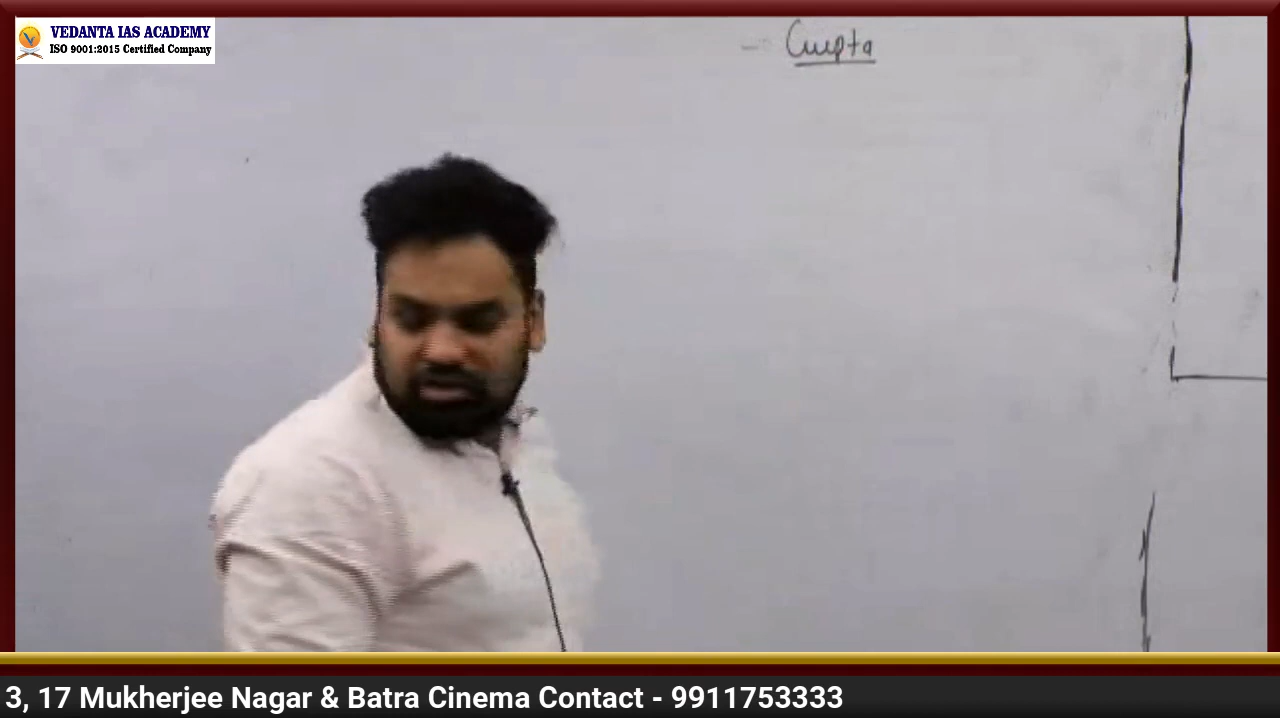 VEDANTA IAS ACADEMY
ISO 9001:2015 Certified Company
- Gupta
3, 17 Mukherjee Nagar & Batra Cinema Contact - 9911753333